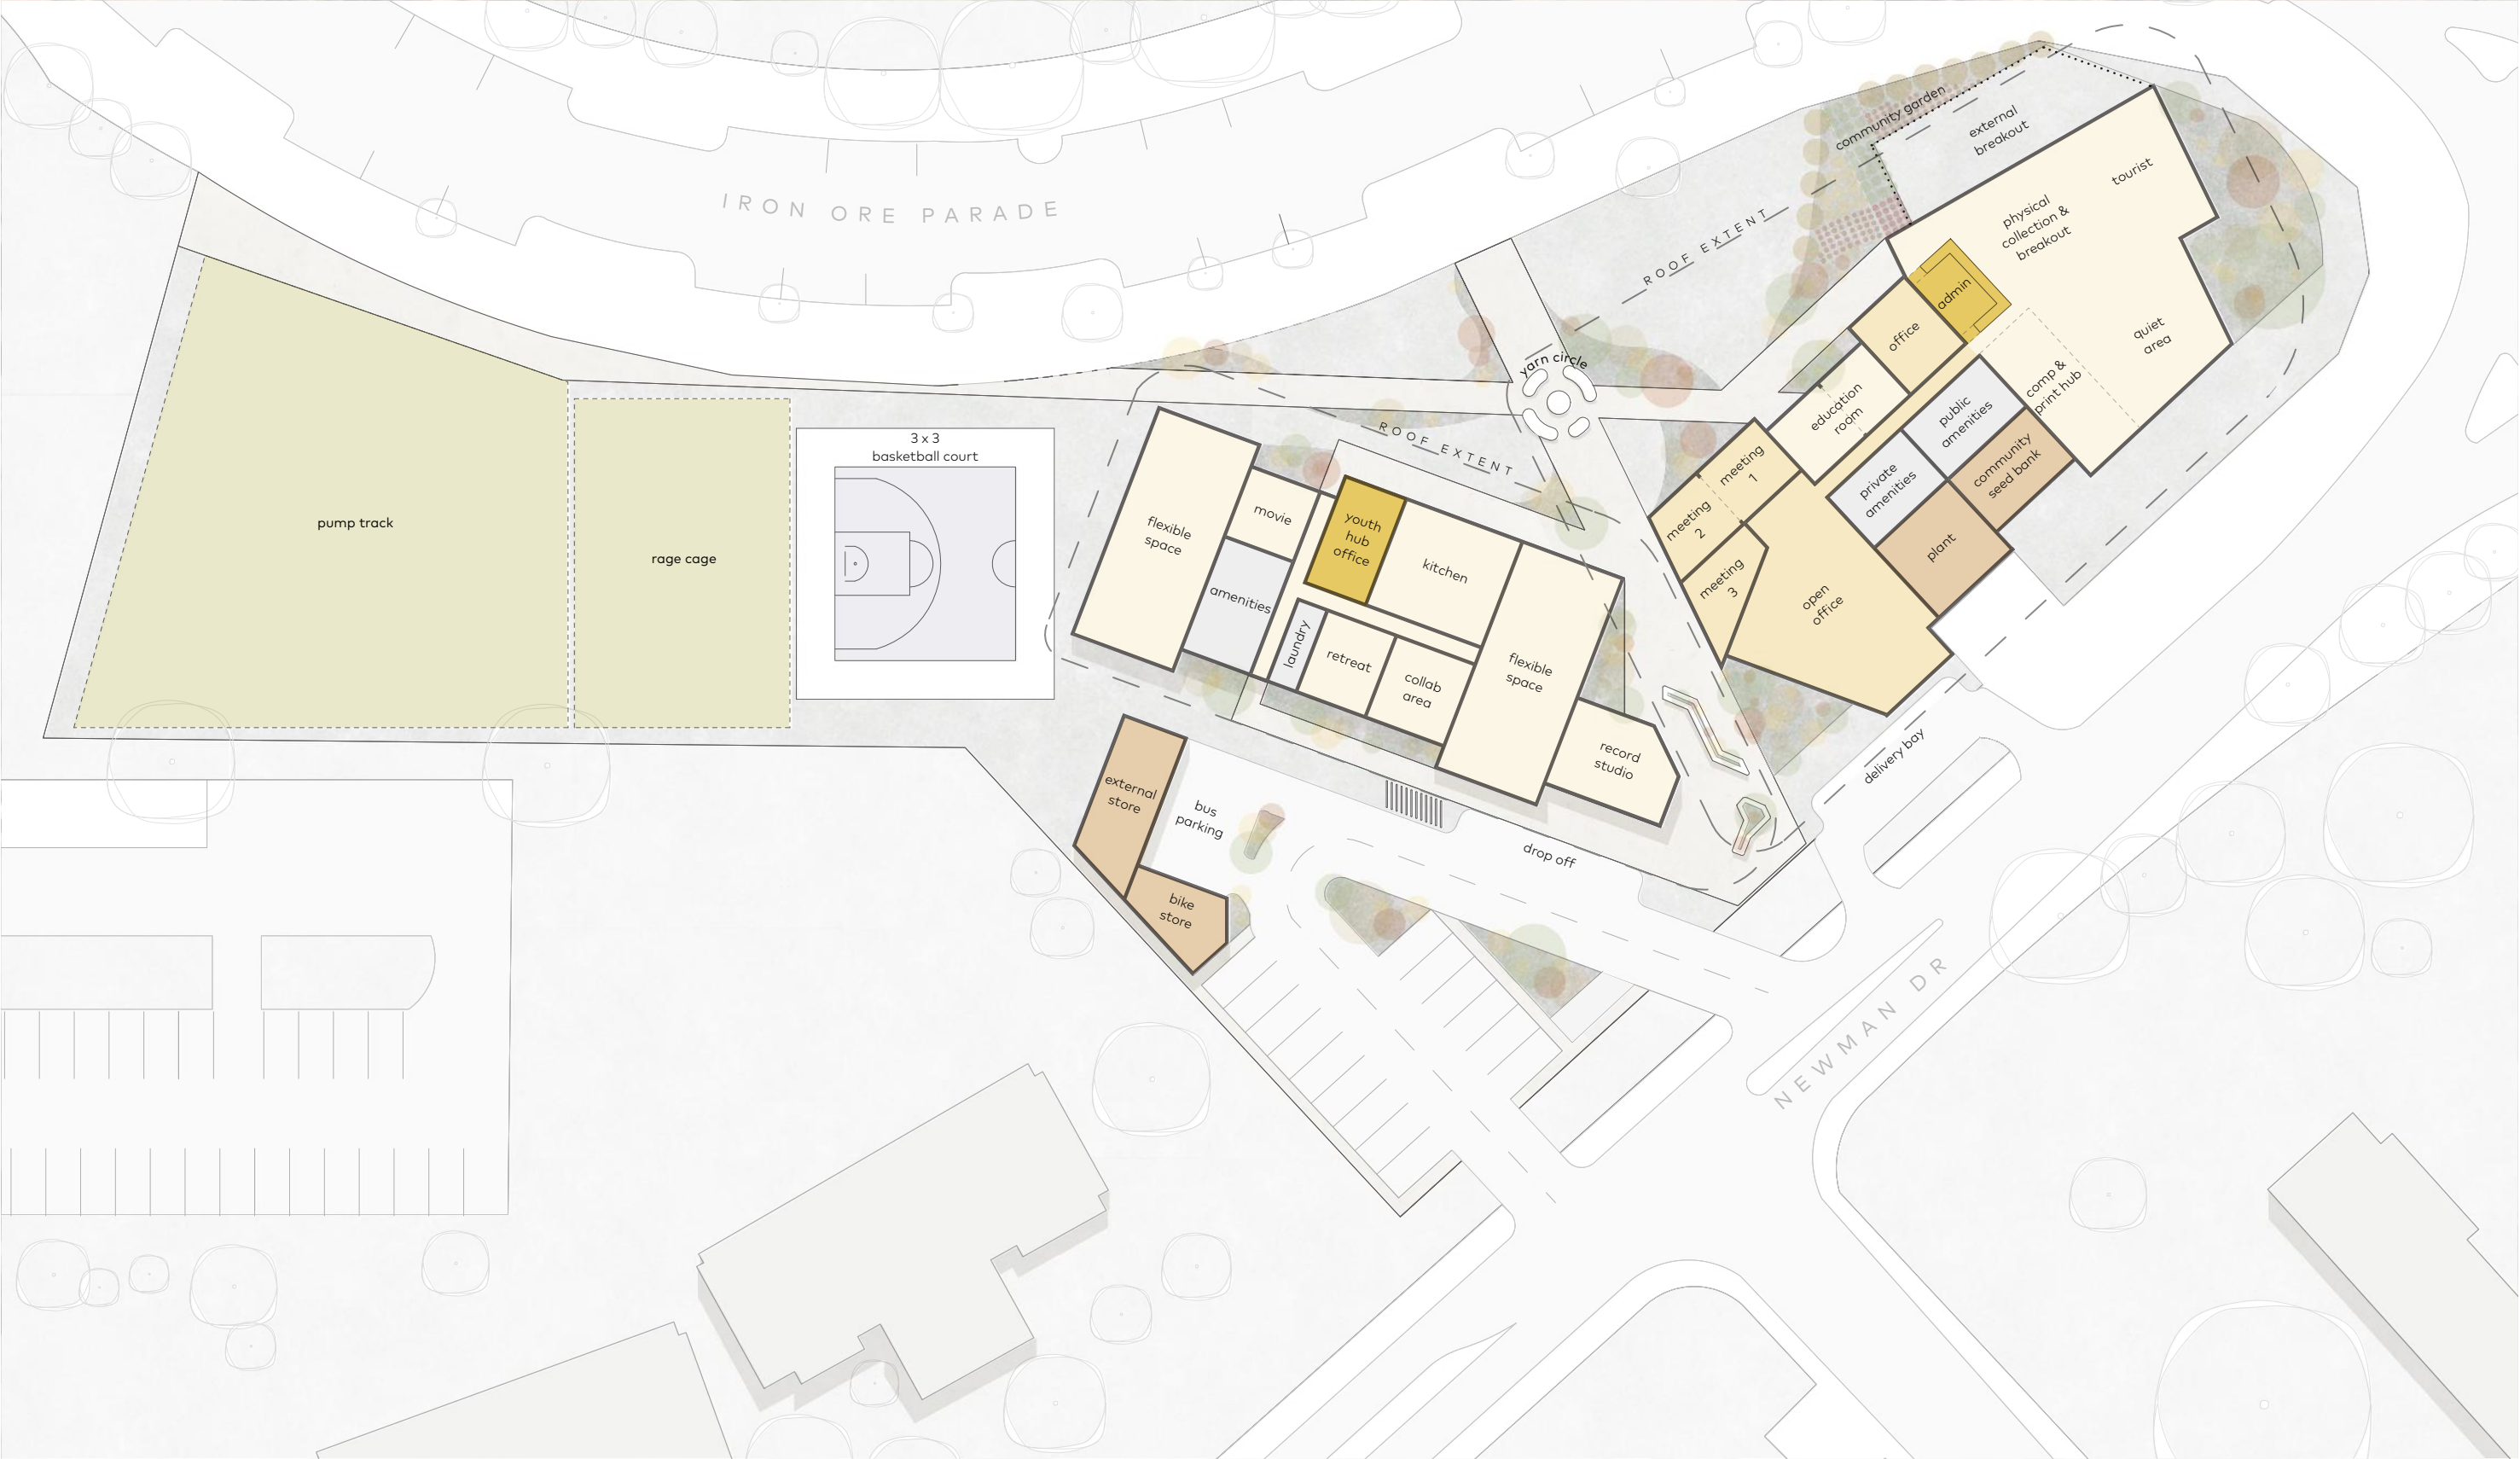 IRON ORE PARADE
community garden
external
breakout
tourist
physical
collection &
breakout
ROOF EXTENT
admin
office
quiet
area
comp &
print hub
yarn circle
education
room
public
amenities
ROOF EXTENT
3 x 3
basketball court
meeting
1
community
seed bank
private
amenities
meeting
2
meeting
3
plant
open
office
pump track
rage cage
flexible
space
movie
youth
hub
office
kitchen
amenities
laundry
retreat
collab
area
flexible
space
record
studio
delivery bay
external
store
bus
parking
drop off
bike
store
NEWMAN DR